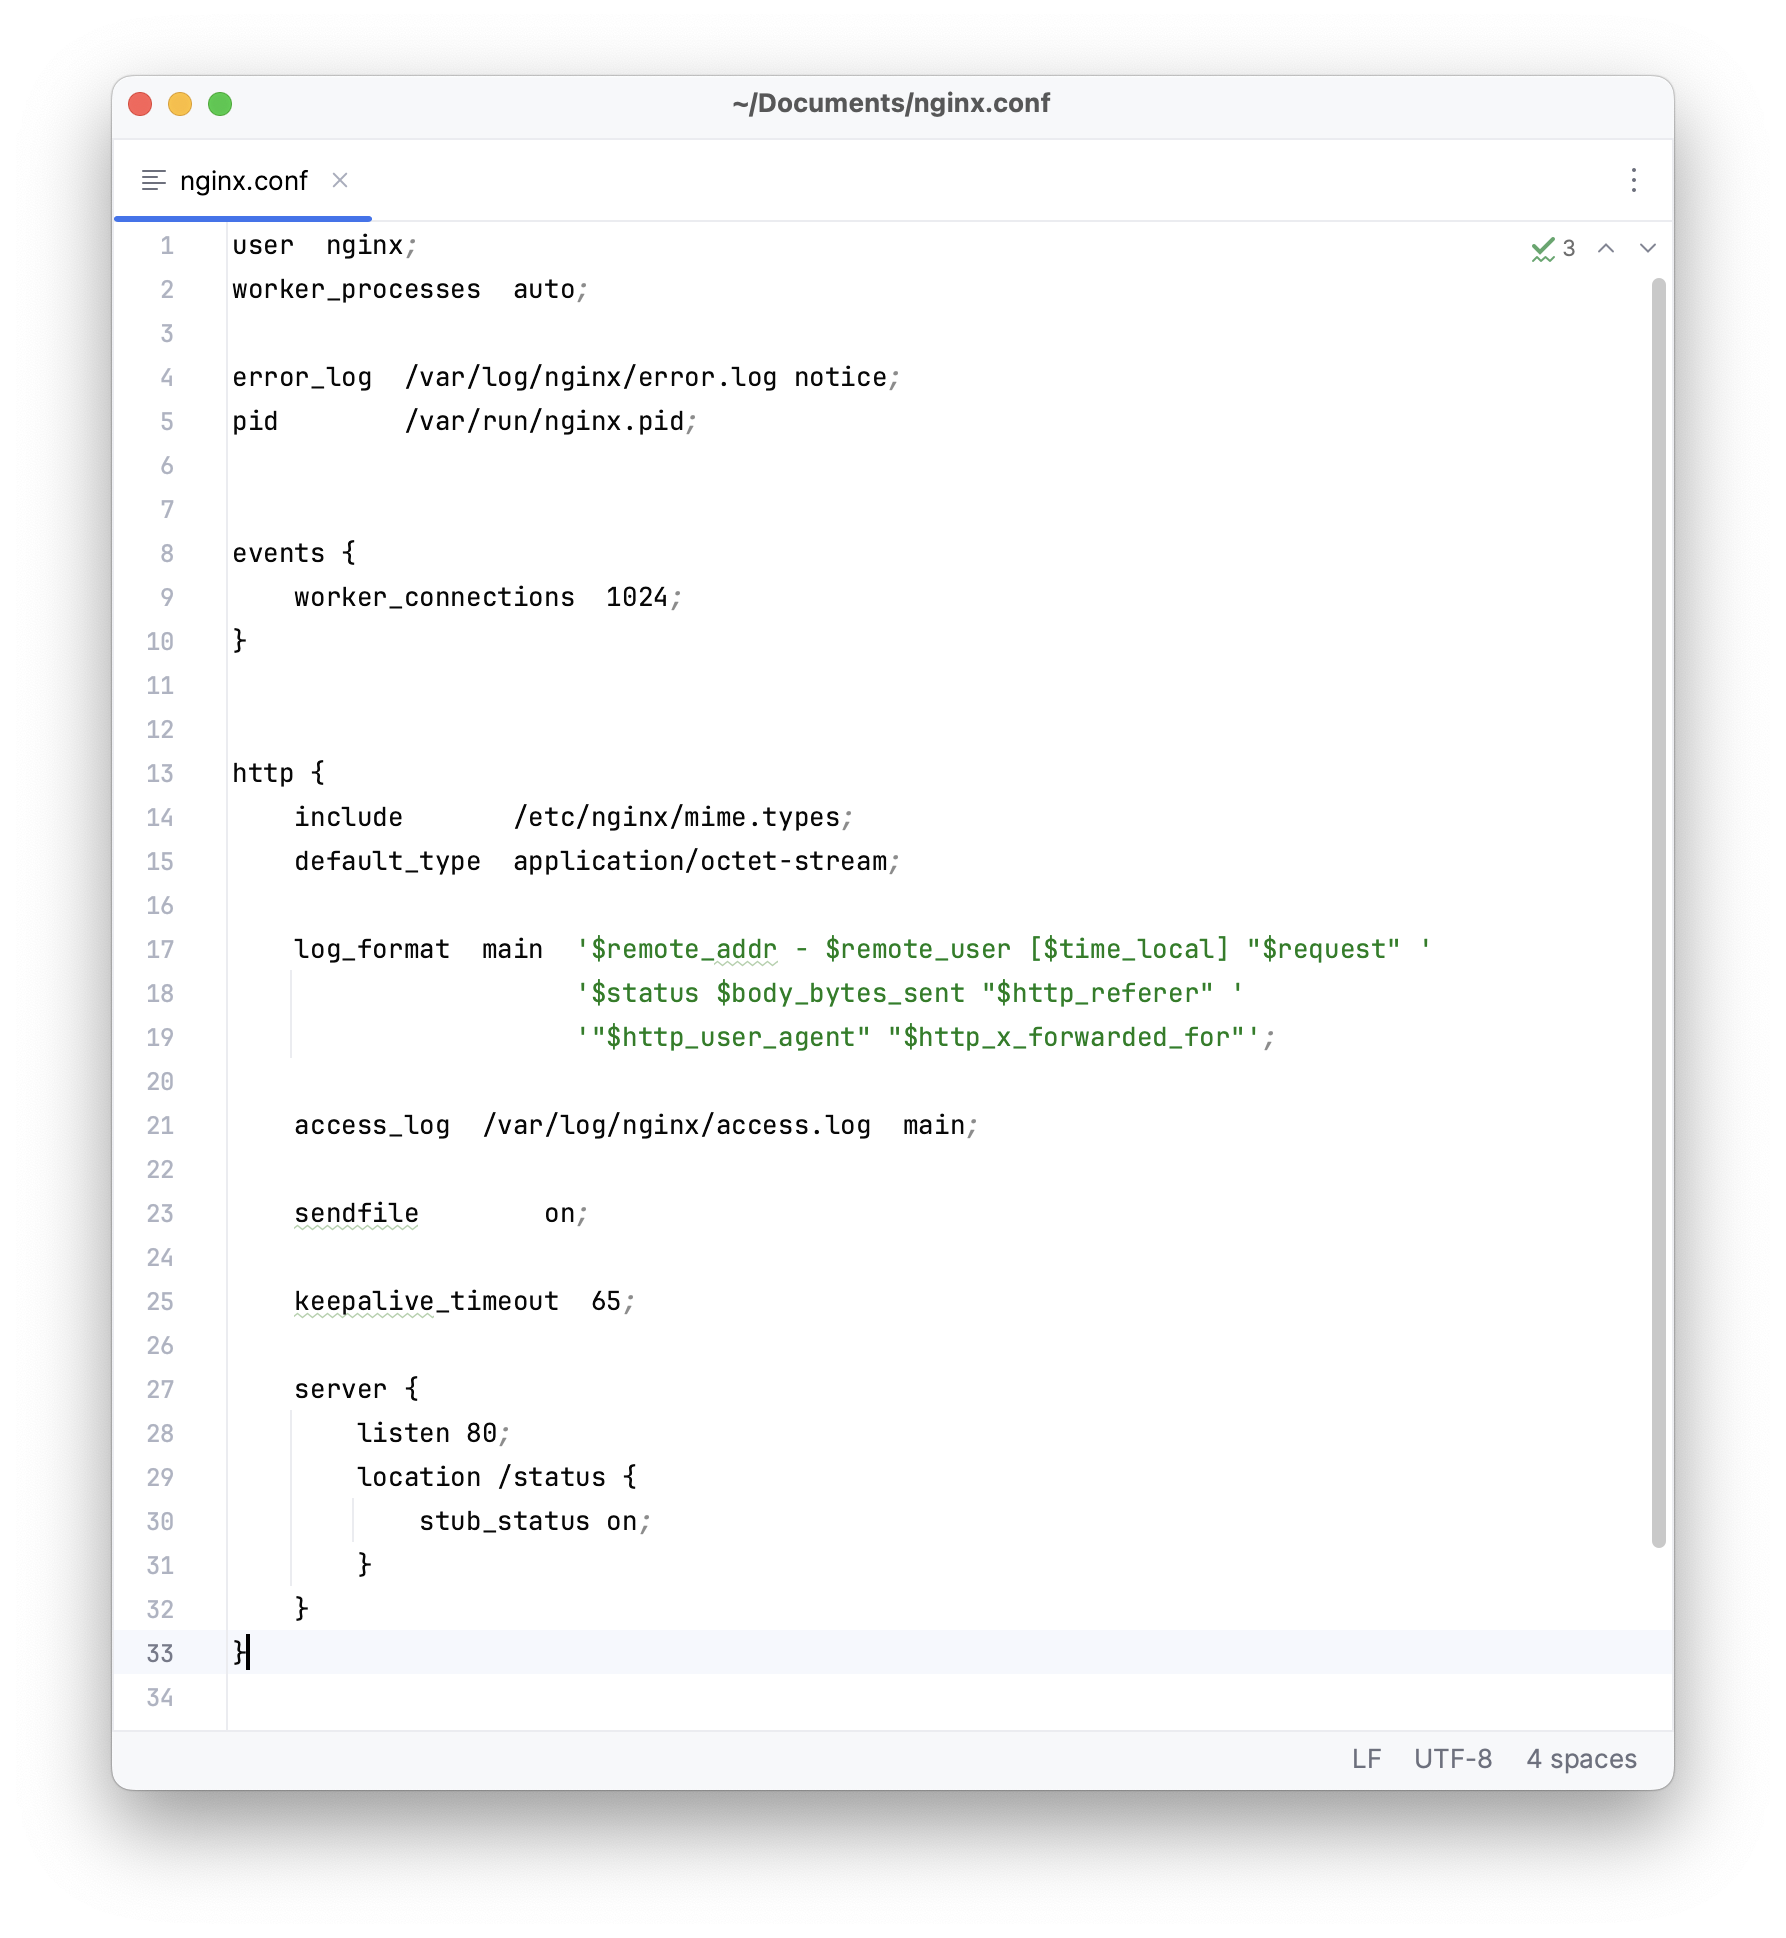 ~/Documents/nginx.conf
nginx.conf
3
1 user  nginx;
2 worker_processes  auto;
3
4 error_log  /var/log/nginx/error.log notice;
5 pid        /var/run/nginx.pid;
6
7
8 events {
9     worker_connections  1024;
10 }
11
12
13 http {
14     include       /etc/nginx/mime.types;
15     default_type  application/octet-stream;
16
17     log_format  main  '$remote_addr - $remote_user [$time_local] "$request" '
18                       '$status $body_bytes_sent "$http_referer" '
19                       '"$http_user_agent" "$http_x_forwarded_for"';
20
21     access_log  /var/log/nginx/access.log  main;
22
23     sendfile        on;
24
25     keepalive_timeout  65;
26
27     server {
28         listen 80;
29         location /status {
30             stub_status on;
31         }
32     }
33 }
34
LF UTF-8 4 spaces